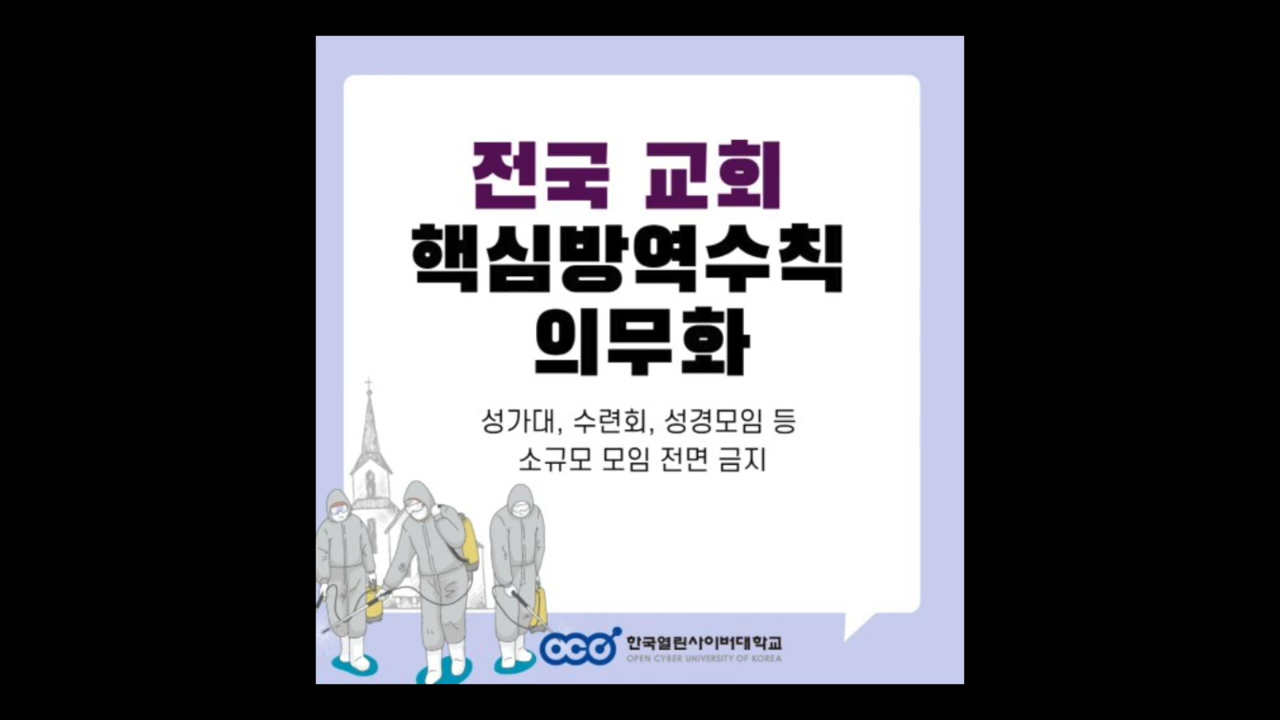 전국 교회
핵심방역수칙
의무화
성가대, 수련회, 성경모임 등
소규모 모임 전면 금지
OCU 한국열린사이버대학교
OPEN CYBER UNIVERSITY OF KOREA